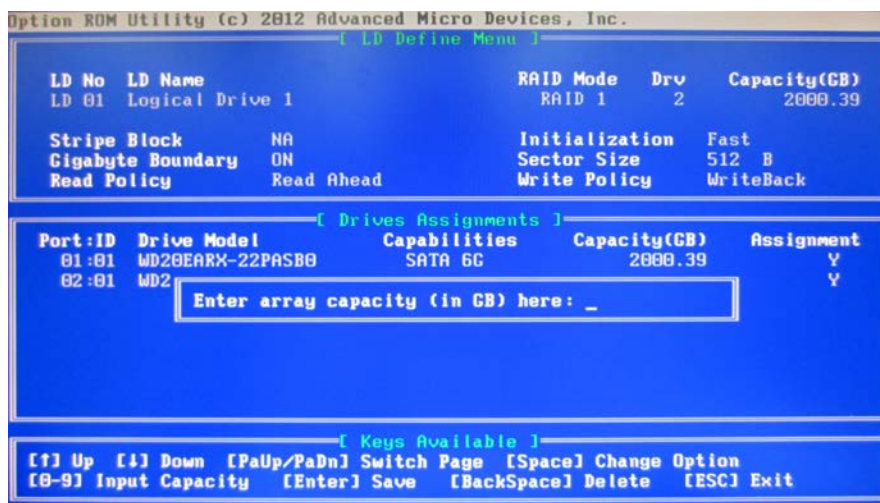 Option ROM Utility (c) 2012 Advanced Micro Devices, Inc.
[ LD Define Menu ]
LD No LD Name RAID Mode Drv Capacity(GB)
LD 01 Logical Drive 1 RAID 1 2 2000.39
Stripe Block NA Initialization Fast
Gigabyte Boundary ON Sector Size 512 B
Read Policy Read Ahead Write Policy WriteBack
[ Drives Assignments ]
Port:ID Drive Model Capabilities Capacity(GB) Assignment
01:01 WD20EARX-22PASB0 SATA 6G 2000.39 Y
02:01 WD2 Y
Enter array capacity (in GB) here: _
[ Keys Available ]
[↑] Up [↓] Down [PaUp/PaDn] Switch Page [Space] Change Option
[0-9] Input Capacity [Enter] Save [BackSpace] Delete [ESC] Exit